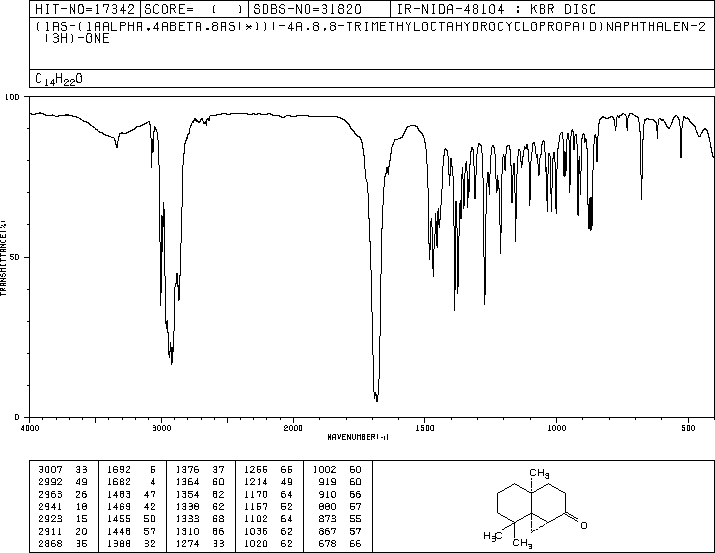 HIT-NO=17342 SCORE= ( ) SDBS-NO=31820 IR-NIDA-48104 : KBR DISC
(1AS-(1AALPHA,4ABETA,8AS(*)))-4A,8,8-TRIMETHYLOCTAHYDROCYCLOPROPA(D)NAPHTHALEN-2
(3H)-ONE
C14H22O
100
50
0
TRANSMITTANCE(%)
4000 3000 2000 1500 1000 500
WAVENUMBER(-1)
3007 33 1692 6 1376 37 1266 66 1002 60
2992 49 1682 4 1364 60 1214 49 919 60
2963 26 1483 47 1354 62 1170 64 910 66
2941 18 1469 42 1338 62 1157 52 880 57
2923 15 1455 50 1333 68 1102 64 873 55
2911 20 1448 57 1310 66 1036 62 867 57
2868 35 1388 32 1274 33 1020 62 678 66
CH3
O
H3C
CH3